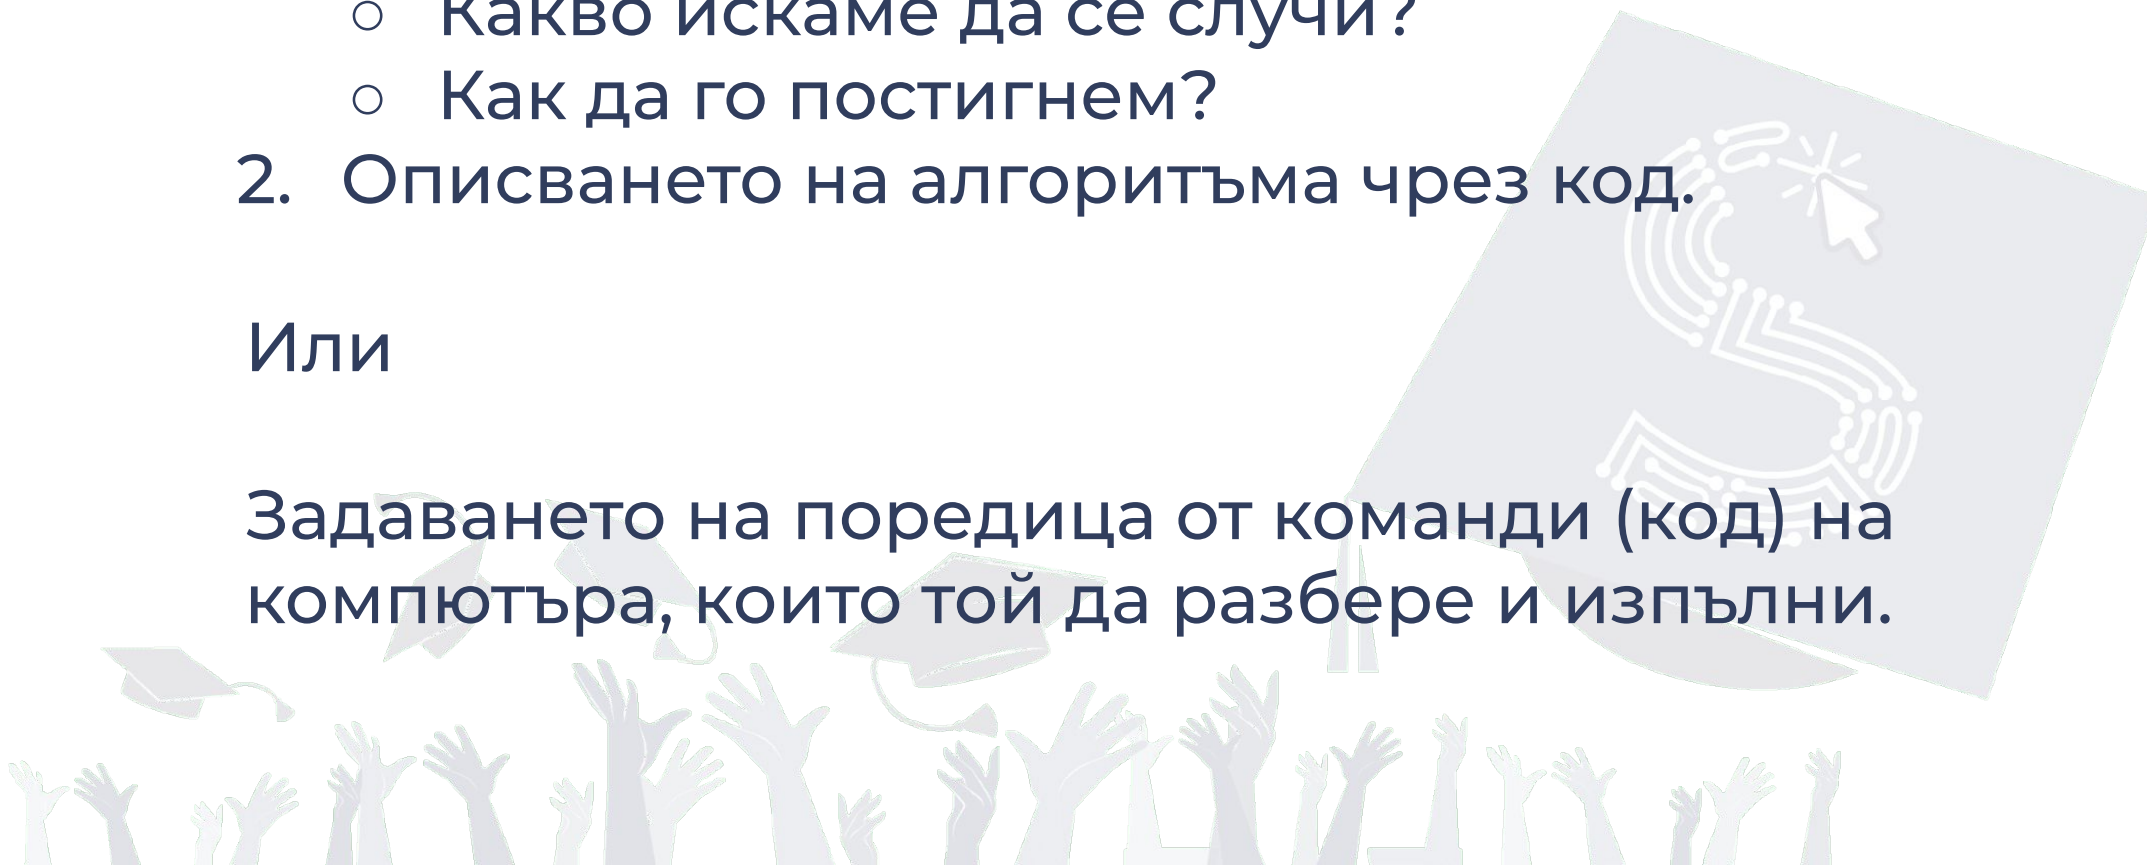 ○ Какво искаме да се случи?
○ Как да го постигнем?
2. Описването на алгоритъма чрез код.
Или
Задаването на поредица от команди (код) на
компютъра, които той да разбере и изпълни.